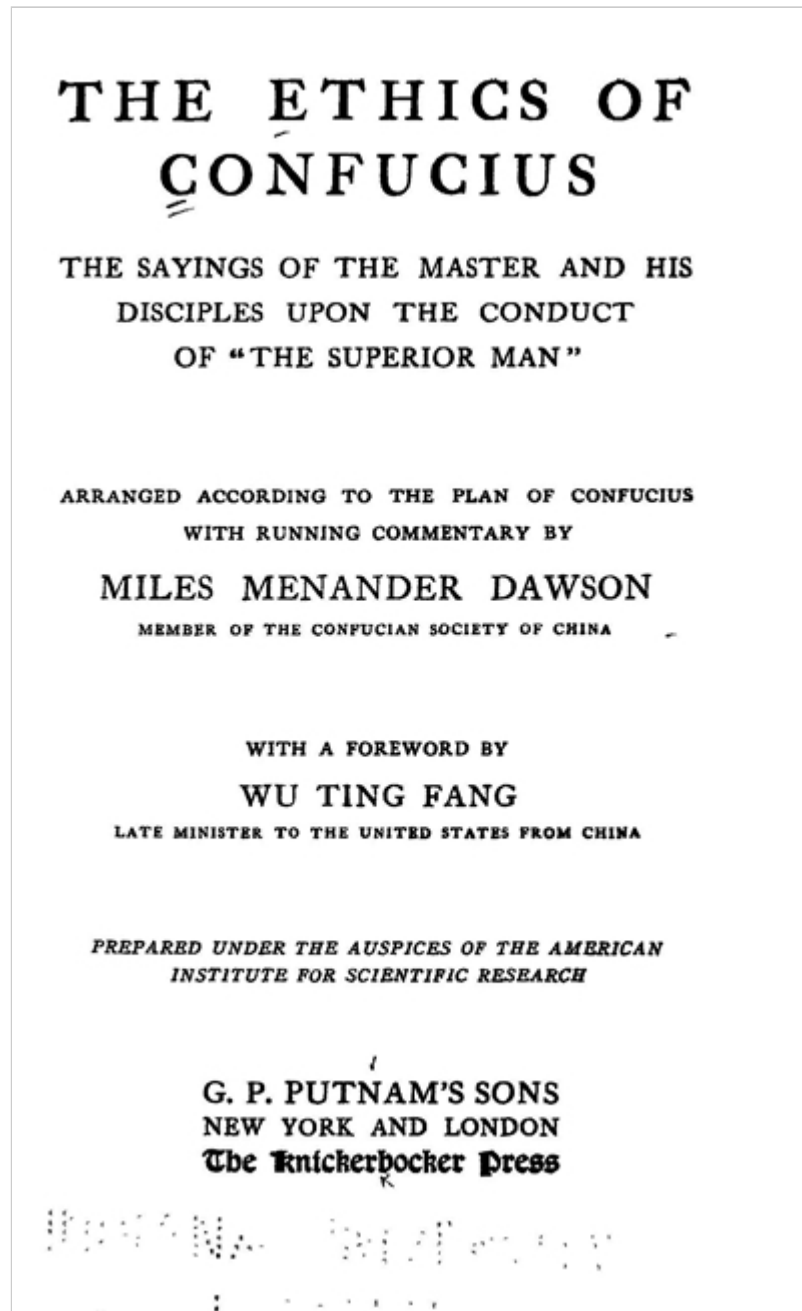 THE ETHICS OF
CONFUCIUS
THE SAYINGS OF THE MASTER AND HIS
DISCIPLES UPON THE CONDUCT
OF "THE SUPERIOR MAN"
ARRANGED ACCORDING TO THE PLAN OF CONFUCIUS
WITH RUNNING COMMENTARY BY
MILES MENANDER DAWSON
MEMBER OF THE CONFUCIAN SOCIETY OF CHINA
WITH A FOREWORD BY
WU TING FANG
LATE MINISTER TO THE UNITED STATES FROM CHINA
PREPARED UNDER THE AUSPICES OF THE AMERICAN
INSTITUTE FOR SCIENTIFIC RESEARCH
G. P. PUTNAM'S SONS
NEW YORK AND LONDON
The Knickerbocker Press